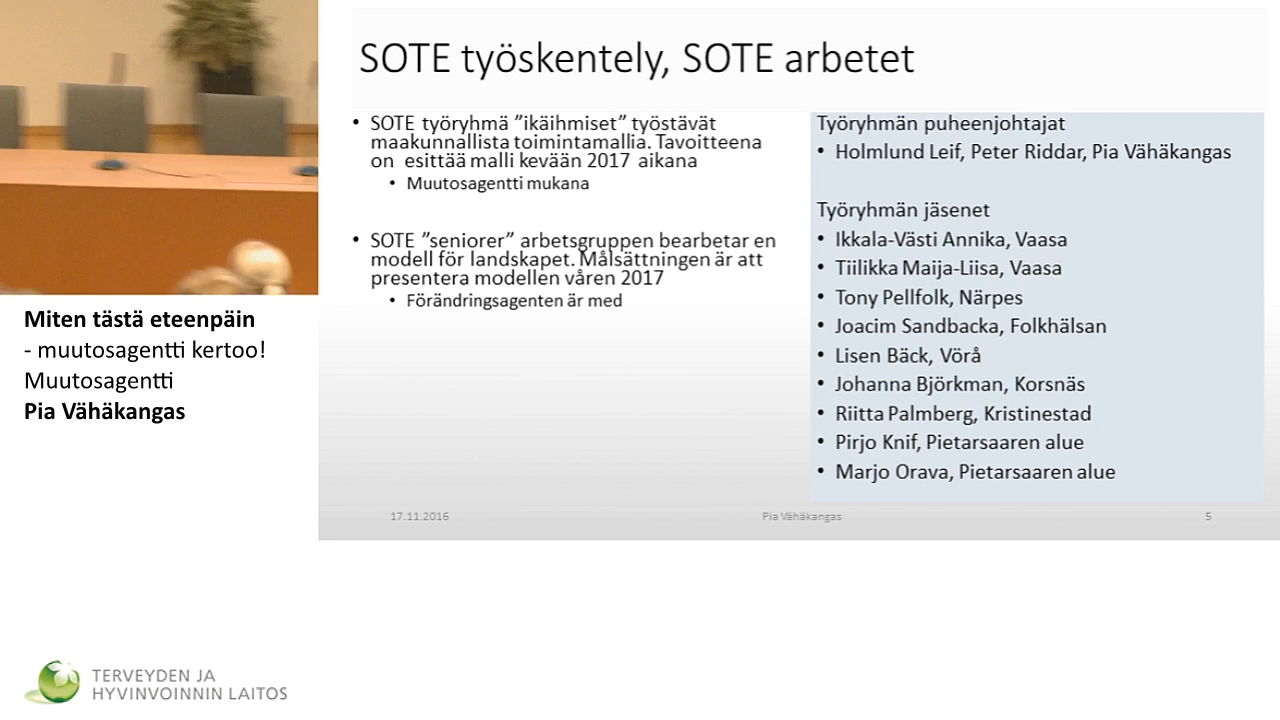 SOTE työskentely, SOTE arbetet
• SOTE työryhmä ”ikäihmiset” työstävät
maakunnallista toimintamallia. Tavoitteena
on esittää malli kevään 2017 aikana
• Muutosagentti mukana
• SOTE ”seniorer” arbetsgruppen bearbetar en
modell för landskapet. Målsättningen är att
presentera modellen våren 2017
• Förändringsagenten är med
Työryhmän puheenjohtajat
• Holmlund Leif, Peter Riddar, Pia Vähäkangas
Työryhmän jäsenet
• Ikkala-Västi Annika, Vaasa
• Tiilikka Maija-Liisa, Vaasa
• Tony Pellfolk, Närpes
• Joacim Sandbacka, Folkhälsan
• Lisen Bäck, Vörå
• Johanna Björkman, Korsnäs
• Riitta Palmberg, Kristinestad
• Pirjo Knif, Pietarsaaren alue
• Marjo Orava, Pietarsaaren alue
17.11.2016
Pia Vähäkangas
5
Miten tästä eteenpäin
- muutosagentti kertoo!
Muutosagentti
Pia Vähäkangas
TERVEYDEN JA
HYVINVOINNIN LAITOS